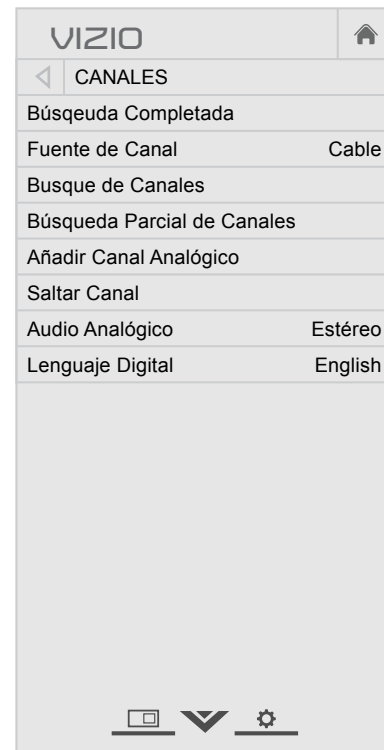 VIZIO
CANALES
Búsqeuda Completada
Fuente de Canal Cable
Busque de Canales
Búsqueda Parcial de Canales
Añadir Canal Analógico
Saltar Canal
Audio Analógico Estéreo
Lenguaje Digital English